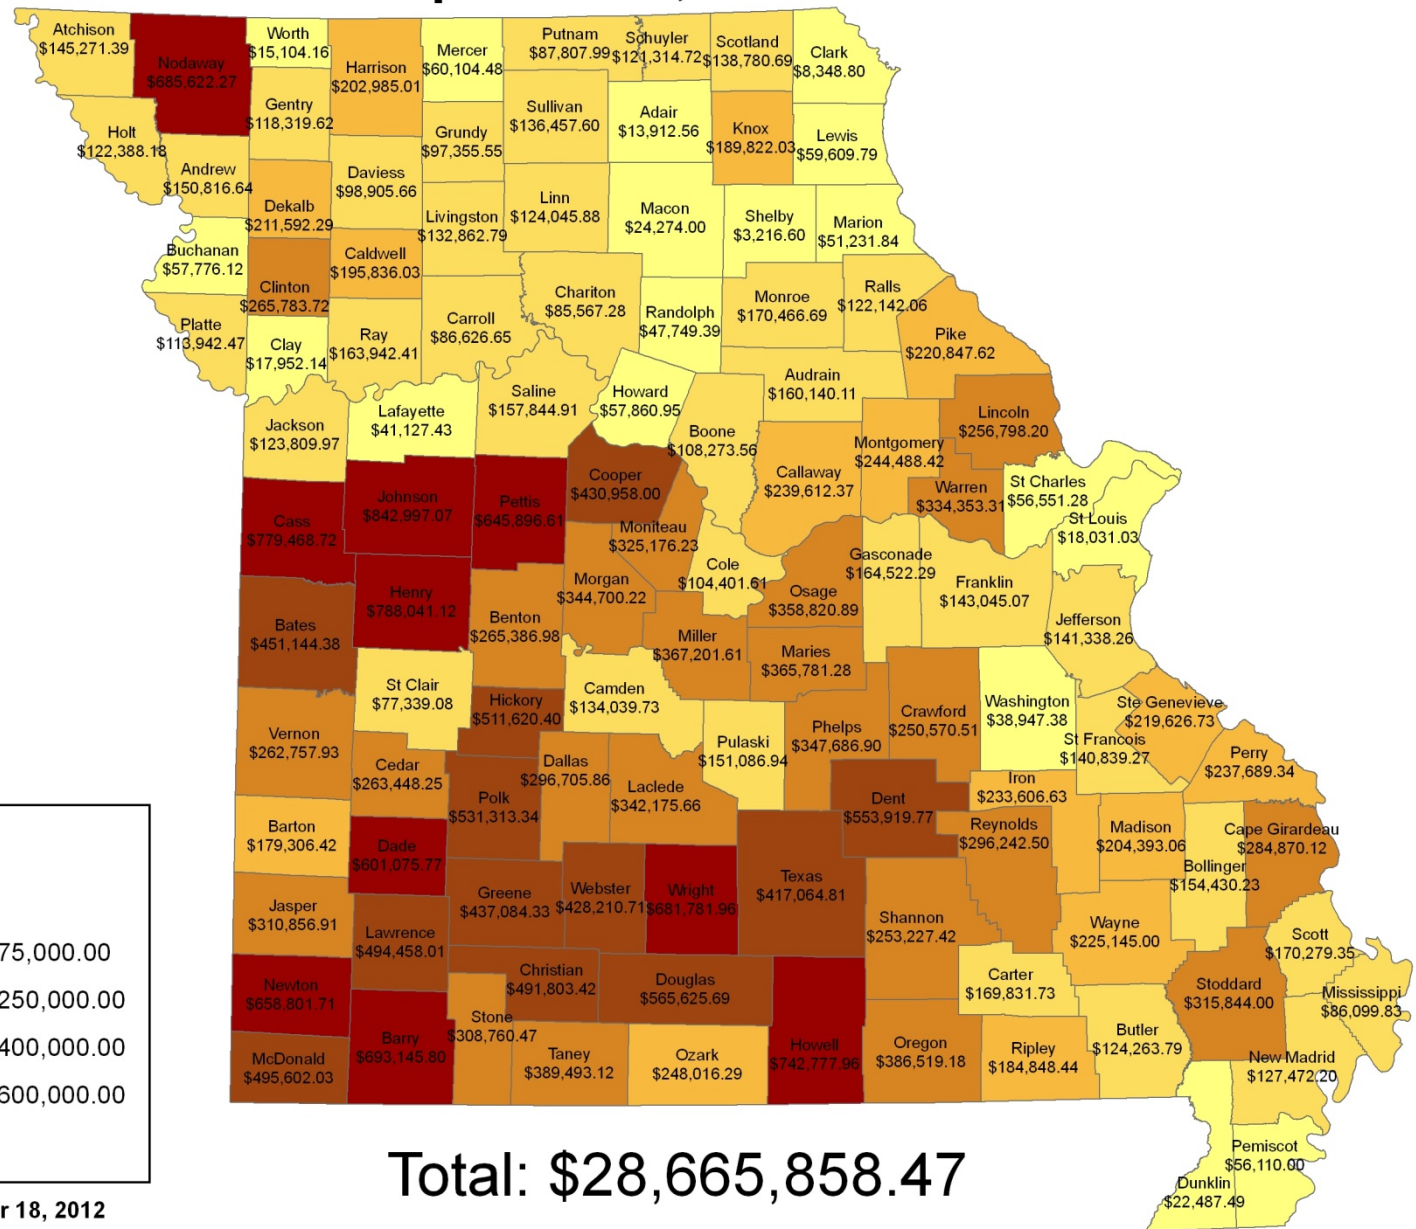 Atchison
$145,271.39
Nodaway
$685,622.27
Worth
$15,104.16
Harrison
$202,985.01
Mercer
$60,104.48
Putnam
$87,807.99
Schuyler
$121,314.72
Scotland
$138,780.69
Clark
$8,348.80
Holt
$122,388.18
Andrew
$150,816.64
Gentry
$118,319.62
Daviess
$98,905.66
Grundy
$97,355.55
Sullivan
$136,457.60
Adair
$13,912.56
Knox
$189,822.03
Lewis
$59,609.79
Dekalb
$211,592.29
Livingston
$132,862.79
Linn
$124,045.88
Macon
$24,274.00
Shelby
$3,216.60
Marion
$51,231.84
Buchanan
$57,776.12
Clinton
$265,783.72
Caldwell
$195,836.03
Carroll
$86,626.65
Chariton
$85,567.28
Randolph
$47,749.39
Monroe
$170,466.69
Ralls
$122,142.06
Pike
$220,847.62
Platte
$113,942.47
Clay
$17,952.14
Ray
$163,942.41
Jackson
$123,809.97
Lafayette
$41,127.43
Saline
$157,844.91
Howard
$57,860.95
Boone
$108,273.56
Audrain
$160,140.11
Callaway
$239,612.37
Montgomery
$244,488.42
Lincoln
$256,798.20
Warren
$334,353.31
St Charles
$56,551.28
St Louis
$18,031.03
Cass
$779,468.72
Johnson
$842,997.07
Pettis
$645,896.61
Cooper
$430,958.00
Moniteau
$325,176.23
Cole
$104,401.61
Osage
$358,820.89
Gasconade
$164,522.29
Franklin
$143,045.07
Jefferson
$141,338.26
Bates
$451,144.38
Henry
$788,041.12
Benton
$265,386.98
Morgan
$344,700.22
Miller
$367,201.61
Maries
$365,781.28
St Clair
$77,339.08
Hickory
$511,620.40
Camden
$134,039.73
Pulaski
$151,086.94
Phelps
$347,686.90
Crawford
$250,570.51
Washington
$38,947.38
Ste Genevieve
$219,626.73
St Francois
$140,839.27
Perry
$237,689.34
Vernon
$262,757.93
Cedar
$263,448.25
Polk
$531,313.34
Dallas
$296,705.86
Laclede
$342,175.66
Dent
$553,919.77
Iron
$233,606.63
Reynolds
$296,242.50
Madison
$204,393.06
Bollinger
$154,430.23
Cape Girardeau
$284,870.12
Barton
$179,306.42
Dade
$601,075.77
Greene
$437,084.33
Webster
$428,210.71
Wright
$681,781.96
Texas
$417,064.81
Shannon
$253,227.42
Wayne
$225,145.00
Scott
$170,279.35
Jasper
$310,856.91
Lawrence
$494,458.01
Christian
$491,803.42
Douglas
$565,625.69
Carter
$169,831.73
Stoddard
$315,844.00
Mississippi
$86,099.83
Newton
$658,801.71
Barry
$693,145.80
Stone
$308,760.47
Taney
$389,493.12
Ozark
$248,016.29
Howell
$742,777.96
Oregon
$386,519.18
Ripley
$184,848.44
Butler
$124,263.79
New Madrid
$127,472.20
McDonald
$495,602.03
Pemiscot
$56,110.00
Dunklin
$22,487.49
75,000.00
250,000.00
400,000.00
600,000.00
Total: $28,665,858.47
r 18, 2012